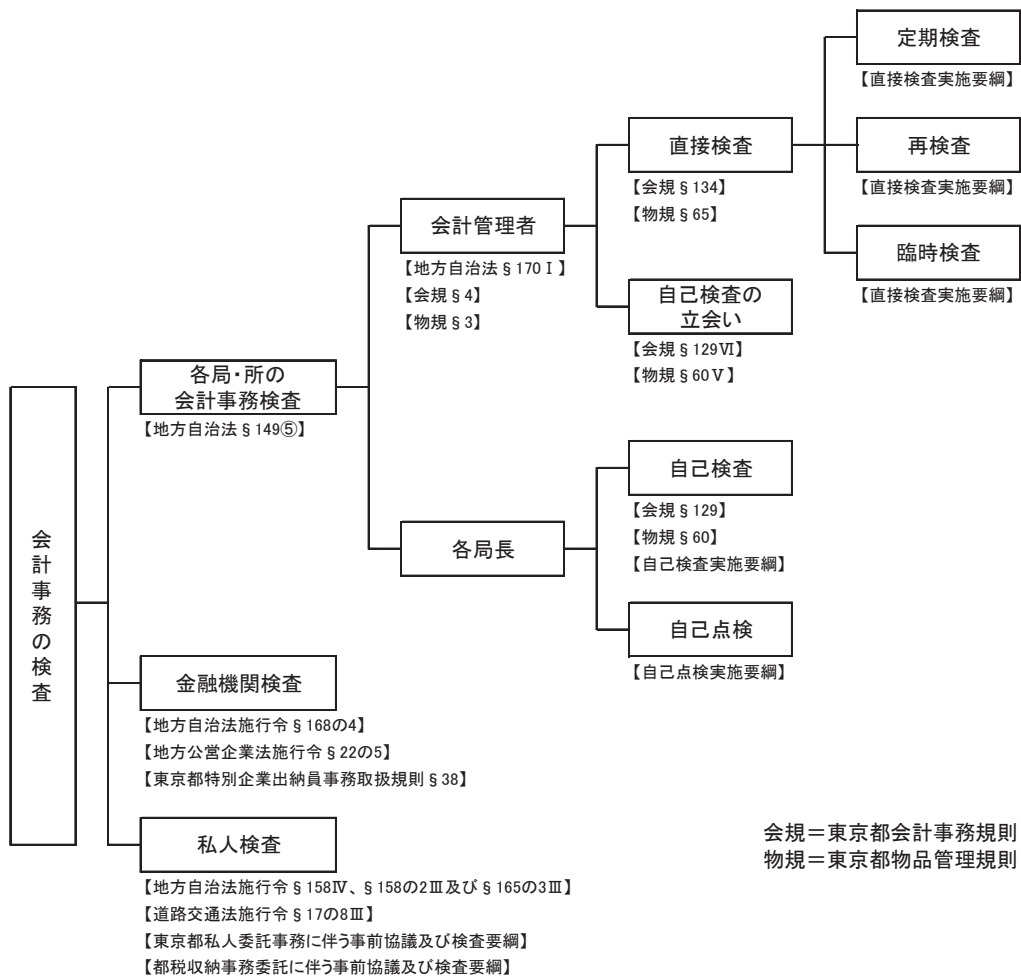 会計事務の検査
各局・所の
会計事務検査
【地方自治法§149⑤】
会計管理者
【地方自治法§170Ⅰ】
【会規§4】
【物規§3】
直接検査
【会規§134】
【物規§65】
定期検査
【直接検査実施要綱】
再検査
【直接検査実施要綱】
臨時検査
【直接検査実施要綱】
自己検査の
立会い
【会規§129Ⅵ】
【物規§60Ⅴ】
各局長
自己検査
【会規§129】
【物規§60】
【自己検査実施要綱】
自己点検
【自己点検実施要綱】
金融機関検査
【地方自治法施行令§168の4】
【地方公営企業法施行令§22の5】
【東京都特別企業出納員事務取扱規則§38】
私人検査
【地方自治法施行令§158Ⅳ、§158の2Ⅲ及び§165の3Ⅲ】
【道路交通法施行令§17の8Ⅲ】
【東京都私人委託事務に伴う事前協議及び検査要綱】
【都税収納事務委託に伴う事前協議及び検査要綱】
会規＝東京都会計事務規則
物規＝東京都物品管理規則